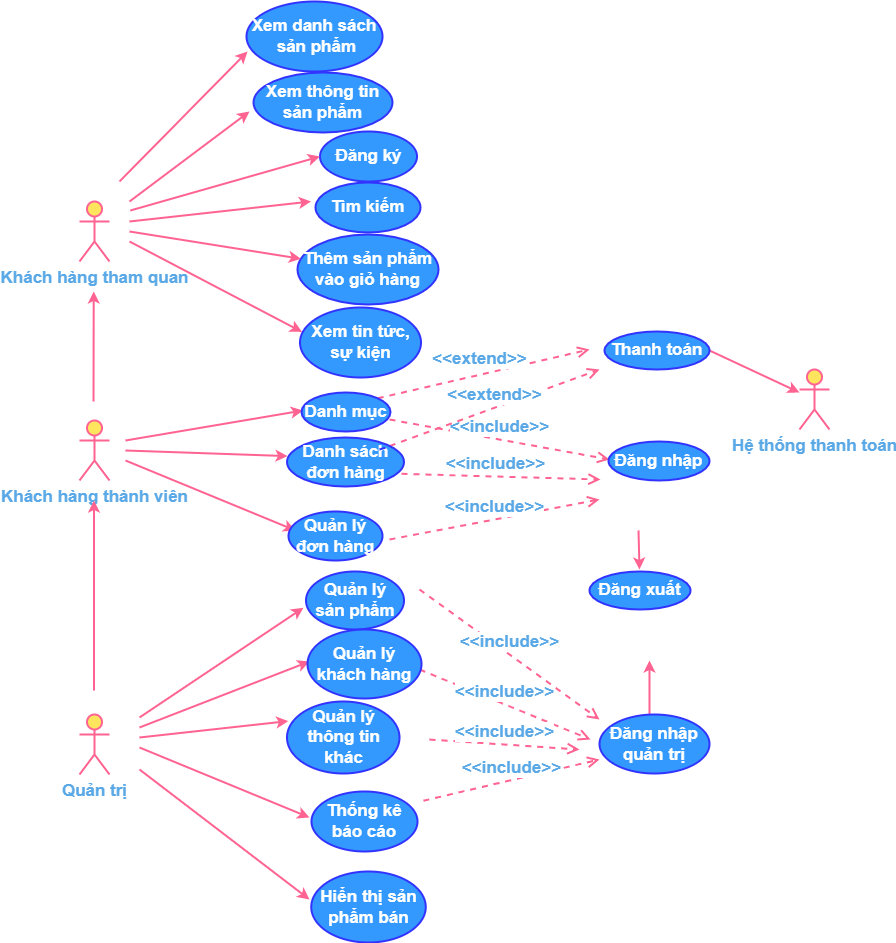 Xem danh sách
sản phẩm
Xem thông tin
sản phẩm
Đăng ký
Tìm kiếm
Khách hàng tham quan
Thêm sản phẩm
vào giỏ hàng
Xem tin tức,
sự kiện
<<extend>>
Thanh toán
<<extend>>
Danh mục
<<include>>
Hệ thống thanh toán
Danh sách
đơn hàng
<<include>>
Đăng nhập
Khách hàng thành viên
<<include>>
Quản lý
đơn hàng
Đăng xuất
Quản lý
sản phẩm
<<include>>
Quản lý
khách hàng
<<include>>
Quản lý
thông tin
khác
<<include>>
Đăng nhập
quản trị
<<include>>
Quản trị
Thống kê
báo cáo
Hiển thị sản
phẩm bán